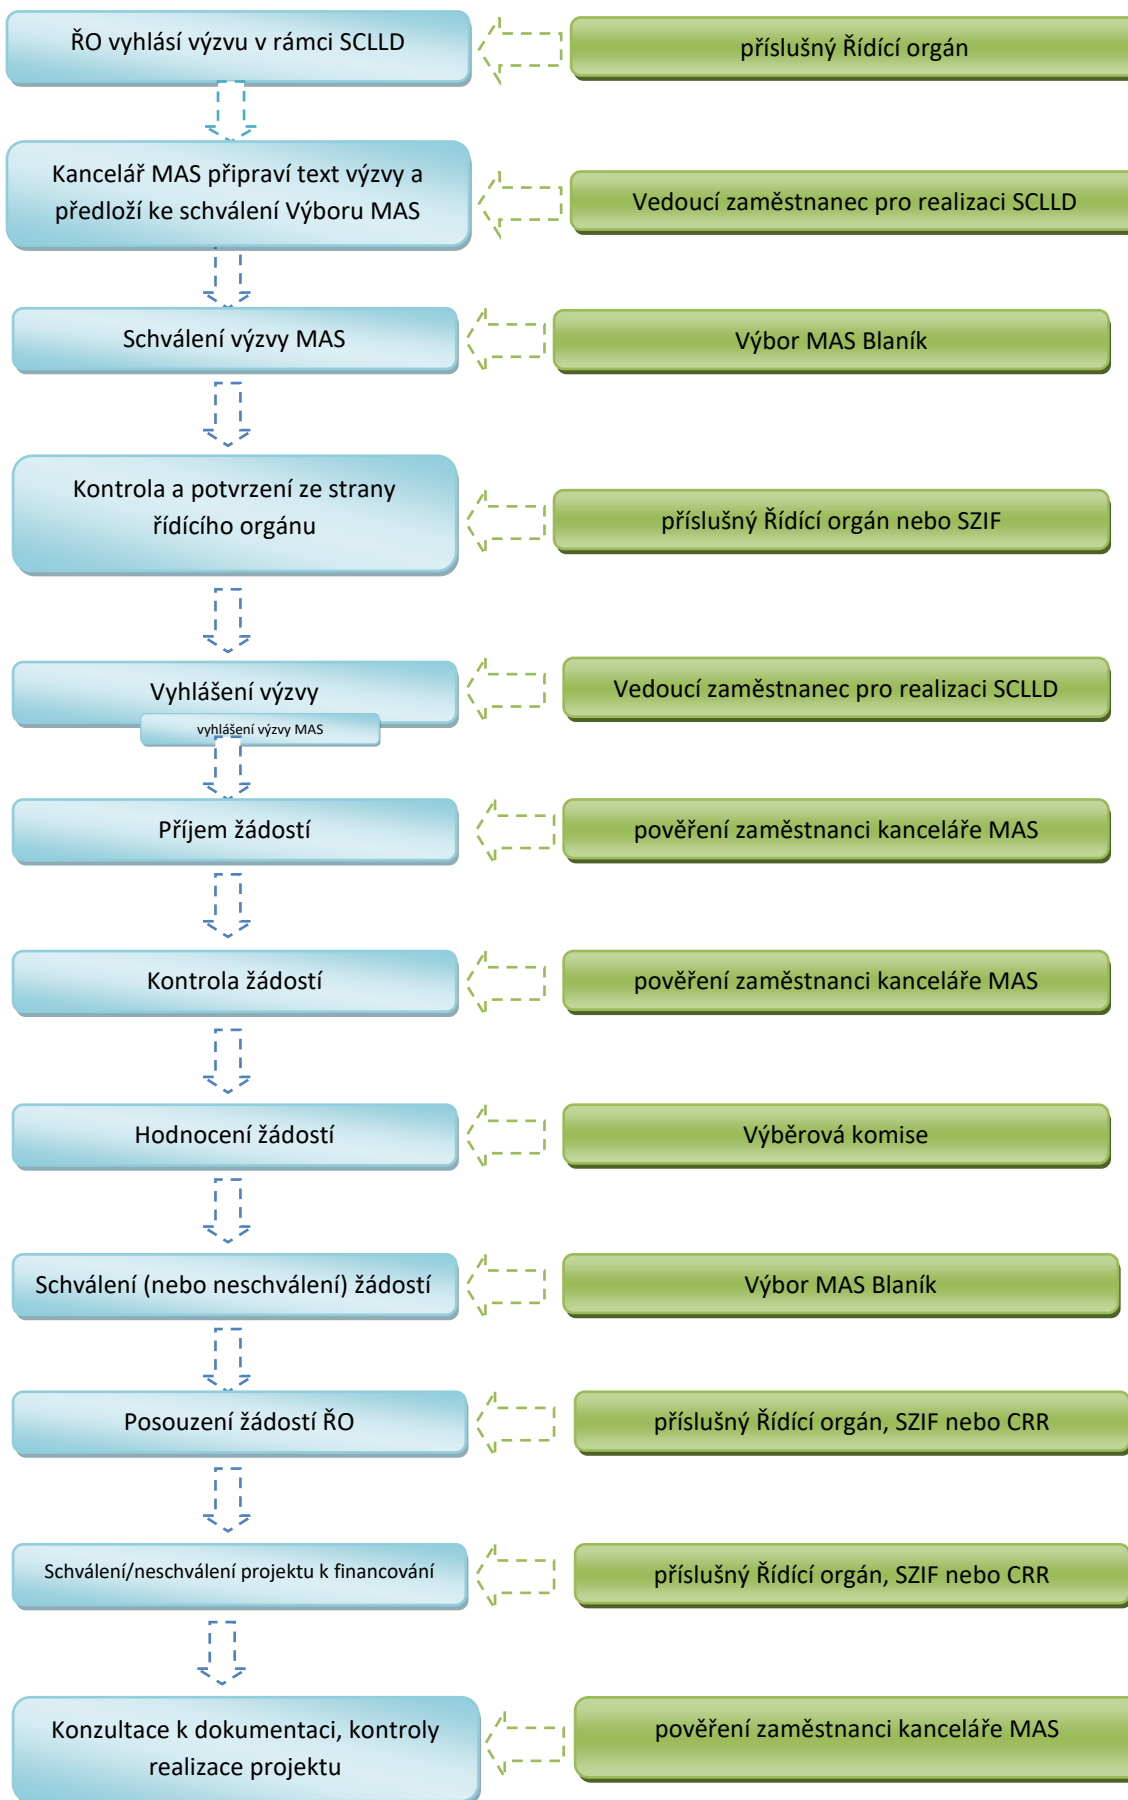 ŘO vyhlásí výzvu v rámci SCLLD
příslušný Řídící orgán
Kancelář MAS připraví text výzvy a
předloží ke schválení Výboru MAS
Vedoucí zaměstnanec pro realizaci SCLLD
Schválení výzvy MAS
Výbor MAS Blaník
Kontrola a potvrzení ze strany
řídícího orgánu
příslušný Řídící orgán nebo SZIF
Vyhlášení výzvy
Vedoucí zaměstnanec pro realizaci SCLLD
vyhlášení výzvy MAS
Příjem žádostí
pověření zaměstnanci kanceláře MAS
Kontrola žádostí
pověření zaměstnanci kanceláře MAS
Hodnocení žádostí
Výběrová komise
Schválení (nebo neschválení) žádostí
Výbor MAS Blaník
Posouzení žádostí ŘO
příslušný Řídící orgán, SZIF nebo CRR
Schválení/neschválení projektu k financování
příslušný Řídící orgán, SZIF nebo CRR
Konzultace k dokumentaci, kontroly
realizace projektu
pověření zaměstnanci kanceláře MAS